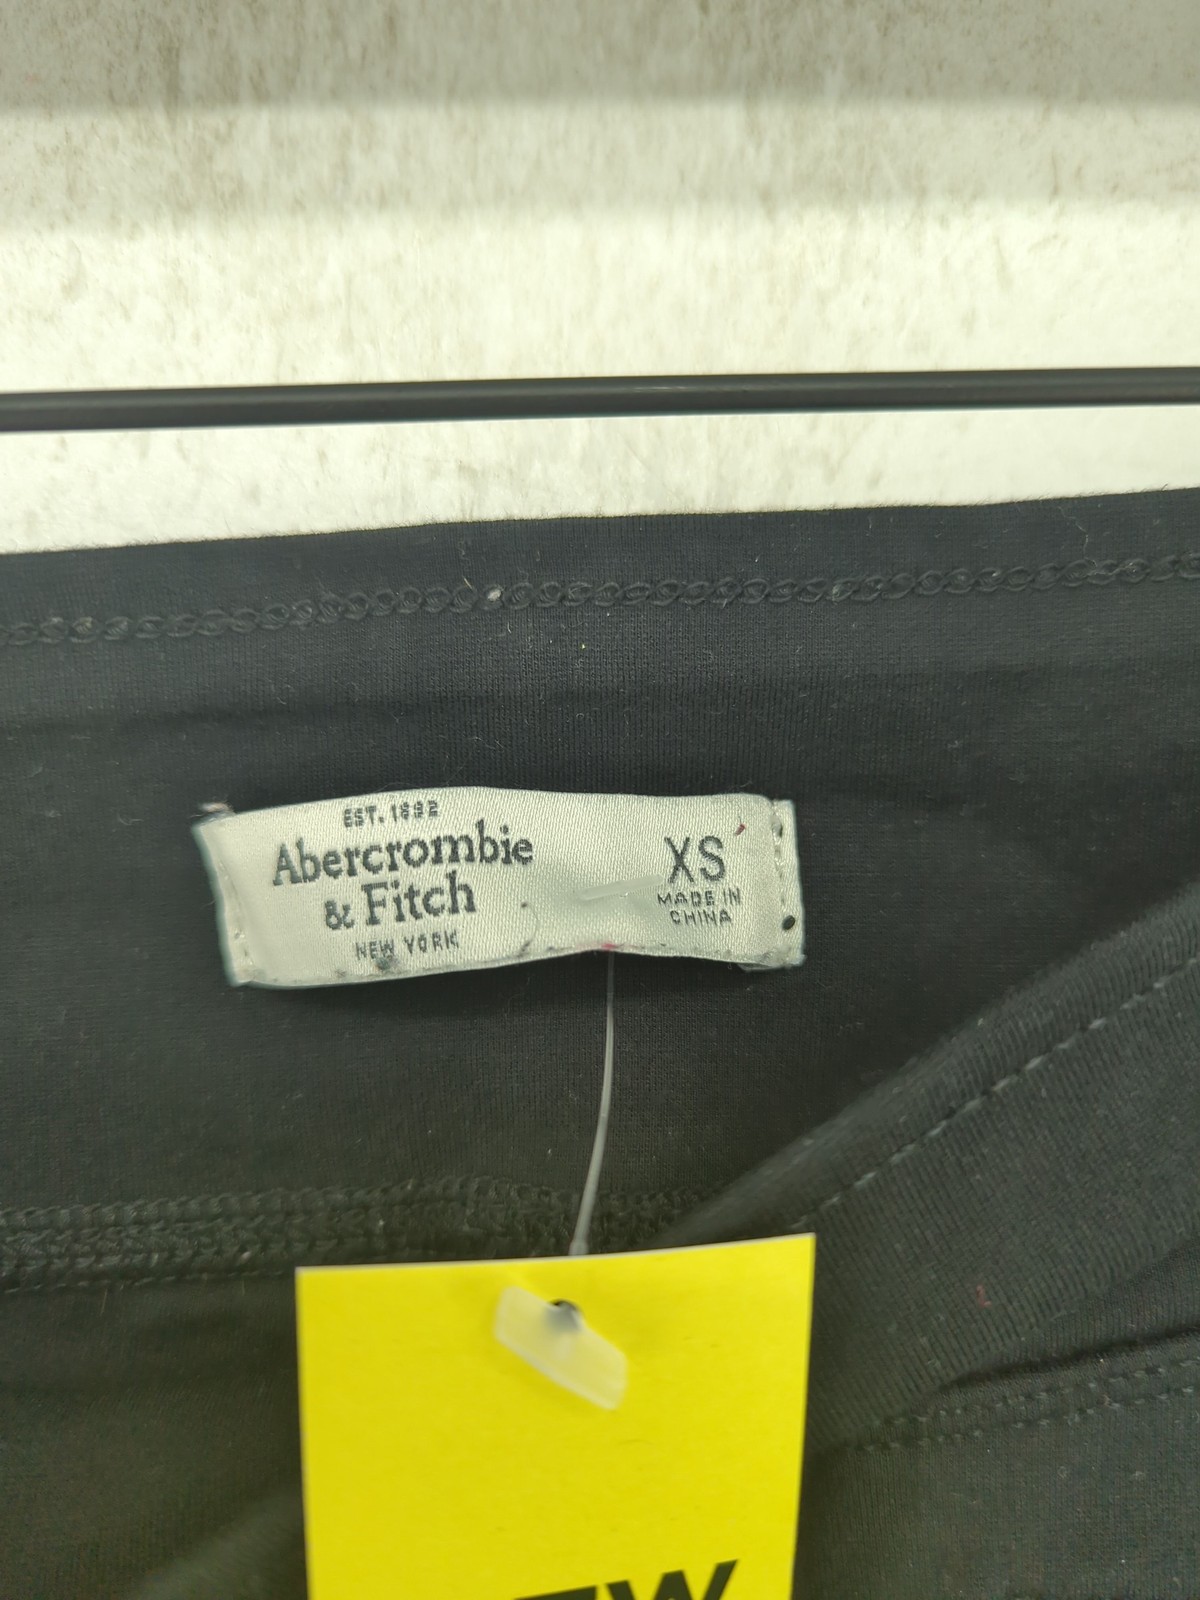 EST. 1892
Abercrombie
& Fitch
NEW YORK
XS
MADE IN
CHINA